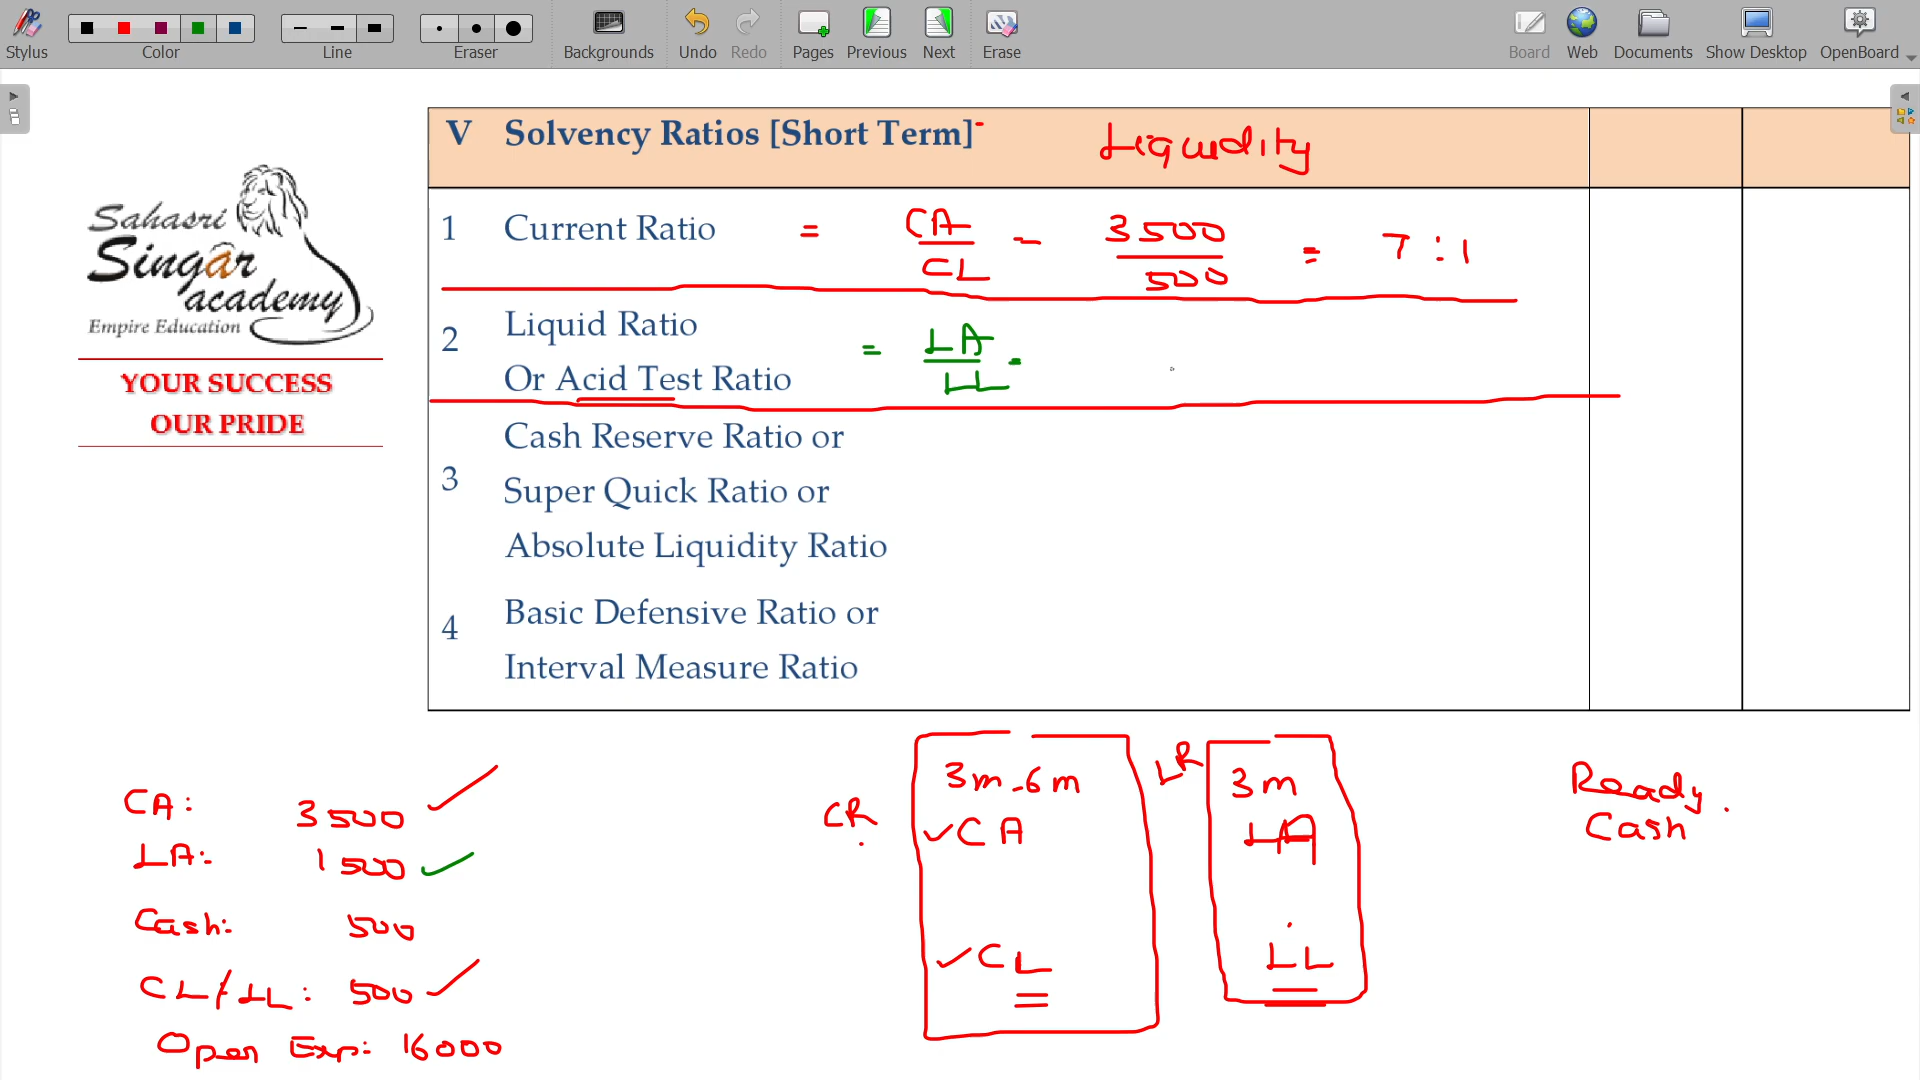 Stylus Color Line Eraser Backgrounds Undo Redo Pages Previous Next Erase Board Web Documents Show Desktop OpenBoard
V Solvency Ratios [Short Term] Liquidity
Sahasri
Singar
academy
Empire Education
YOUR SUCCESS
OUR PRIDE
1 Current Ratio = CA/CL - 3500/500 = 7:1
2 Liquid Ratio
Or Acid Test Ratio = LA/LL -
3 Cash Reserve Ratio or
Super Quick Ratio or
Absolute Liquidity Ratio
4 Basic Defensive Ratio or
Interval Measure Ratio
CA: 3500
LA: 1500
Cash: 500
CL/LL: 500
Open Exp: 16000
CR
3m-6m
CA
CL
LR
3m
LA
LL
Ready
Cash